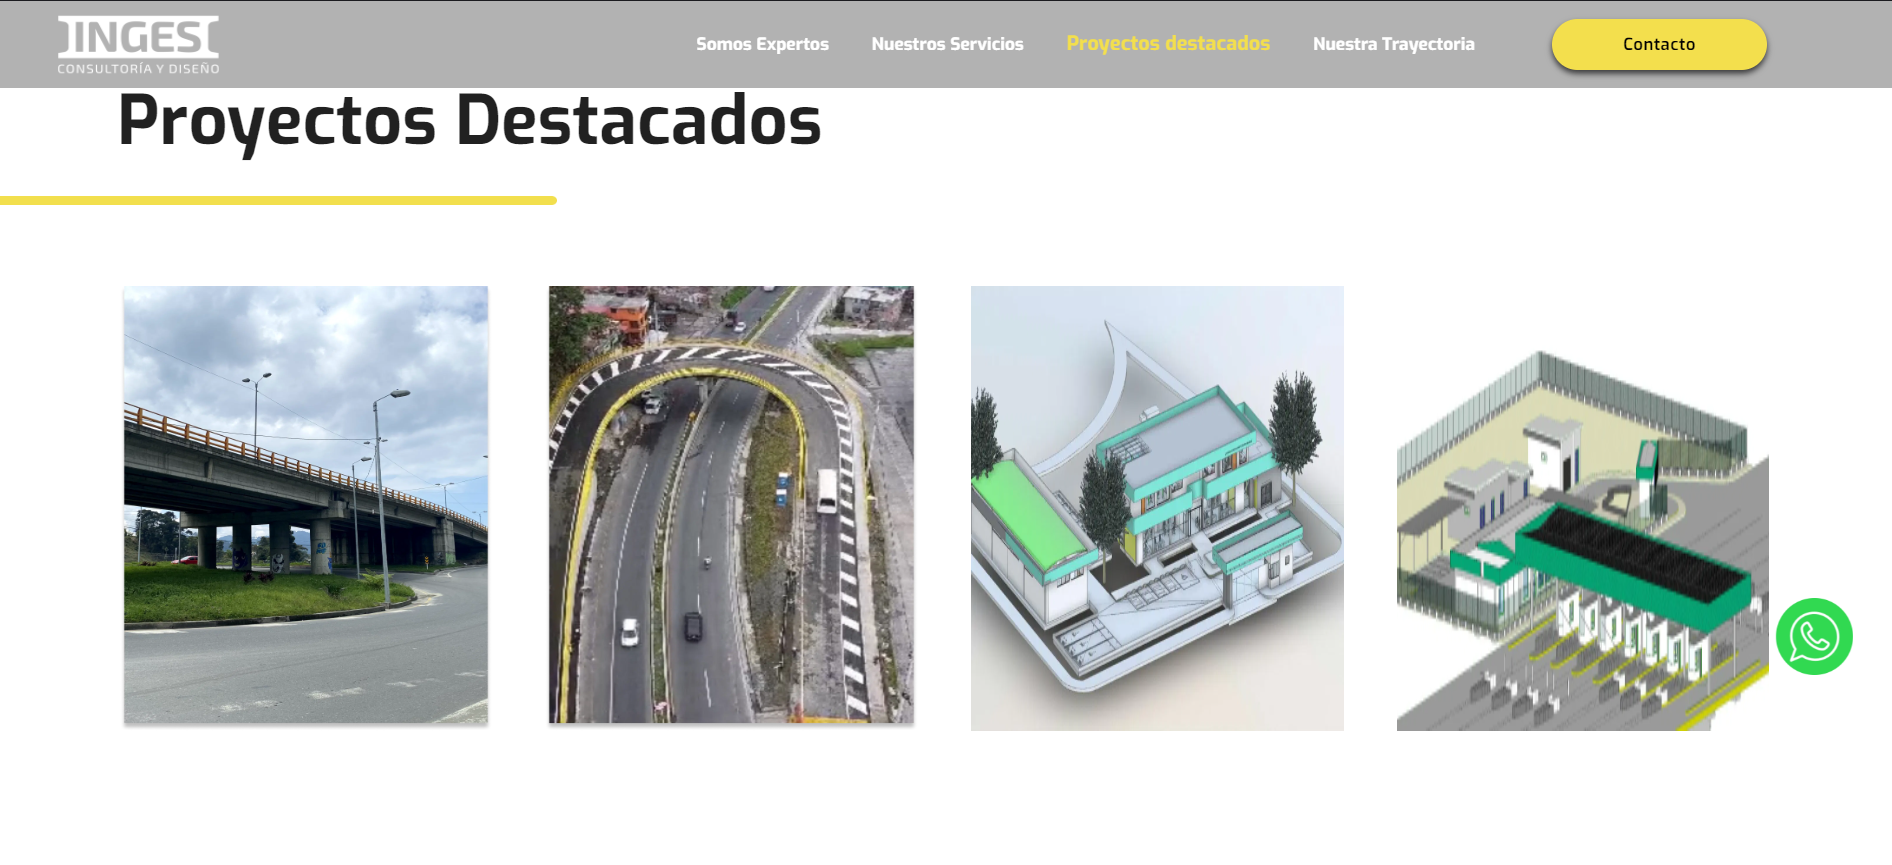 INGES
CONSULTORÍA Y DISEÑO
Somos Expertos
Nuestros Servicios
Proyectos destacados
Nuestra Trayectoria
Contacto
Proyectos Destacados